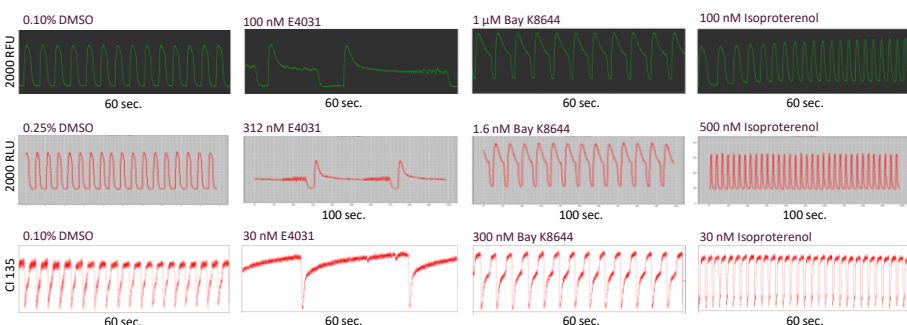 0.10% DMSO
100 nM E4031
1 µM Bay K8644
100 nM Isoproterenol
2000 RFU
60 sec.
60 sec.
60 sec.
60 sec.
0.25% DMSO
312 nM E4031
1.6 nM Bay K8644
500 nM Isoproterenol
2000 RLU
100 sec.
100 sec.
100 sec.
0.10% DMSO
30 nM E4031
300 nM Bay K8644
30 nM Isoproterenol
CI 135
60 sec.
60 sec.
60 sec.
60 sec.